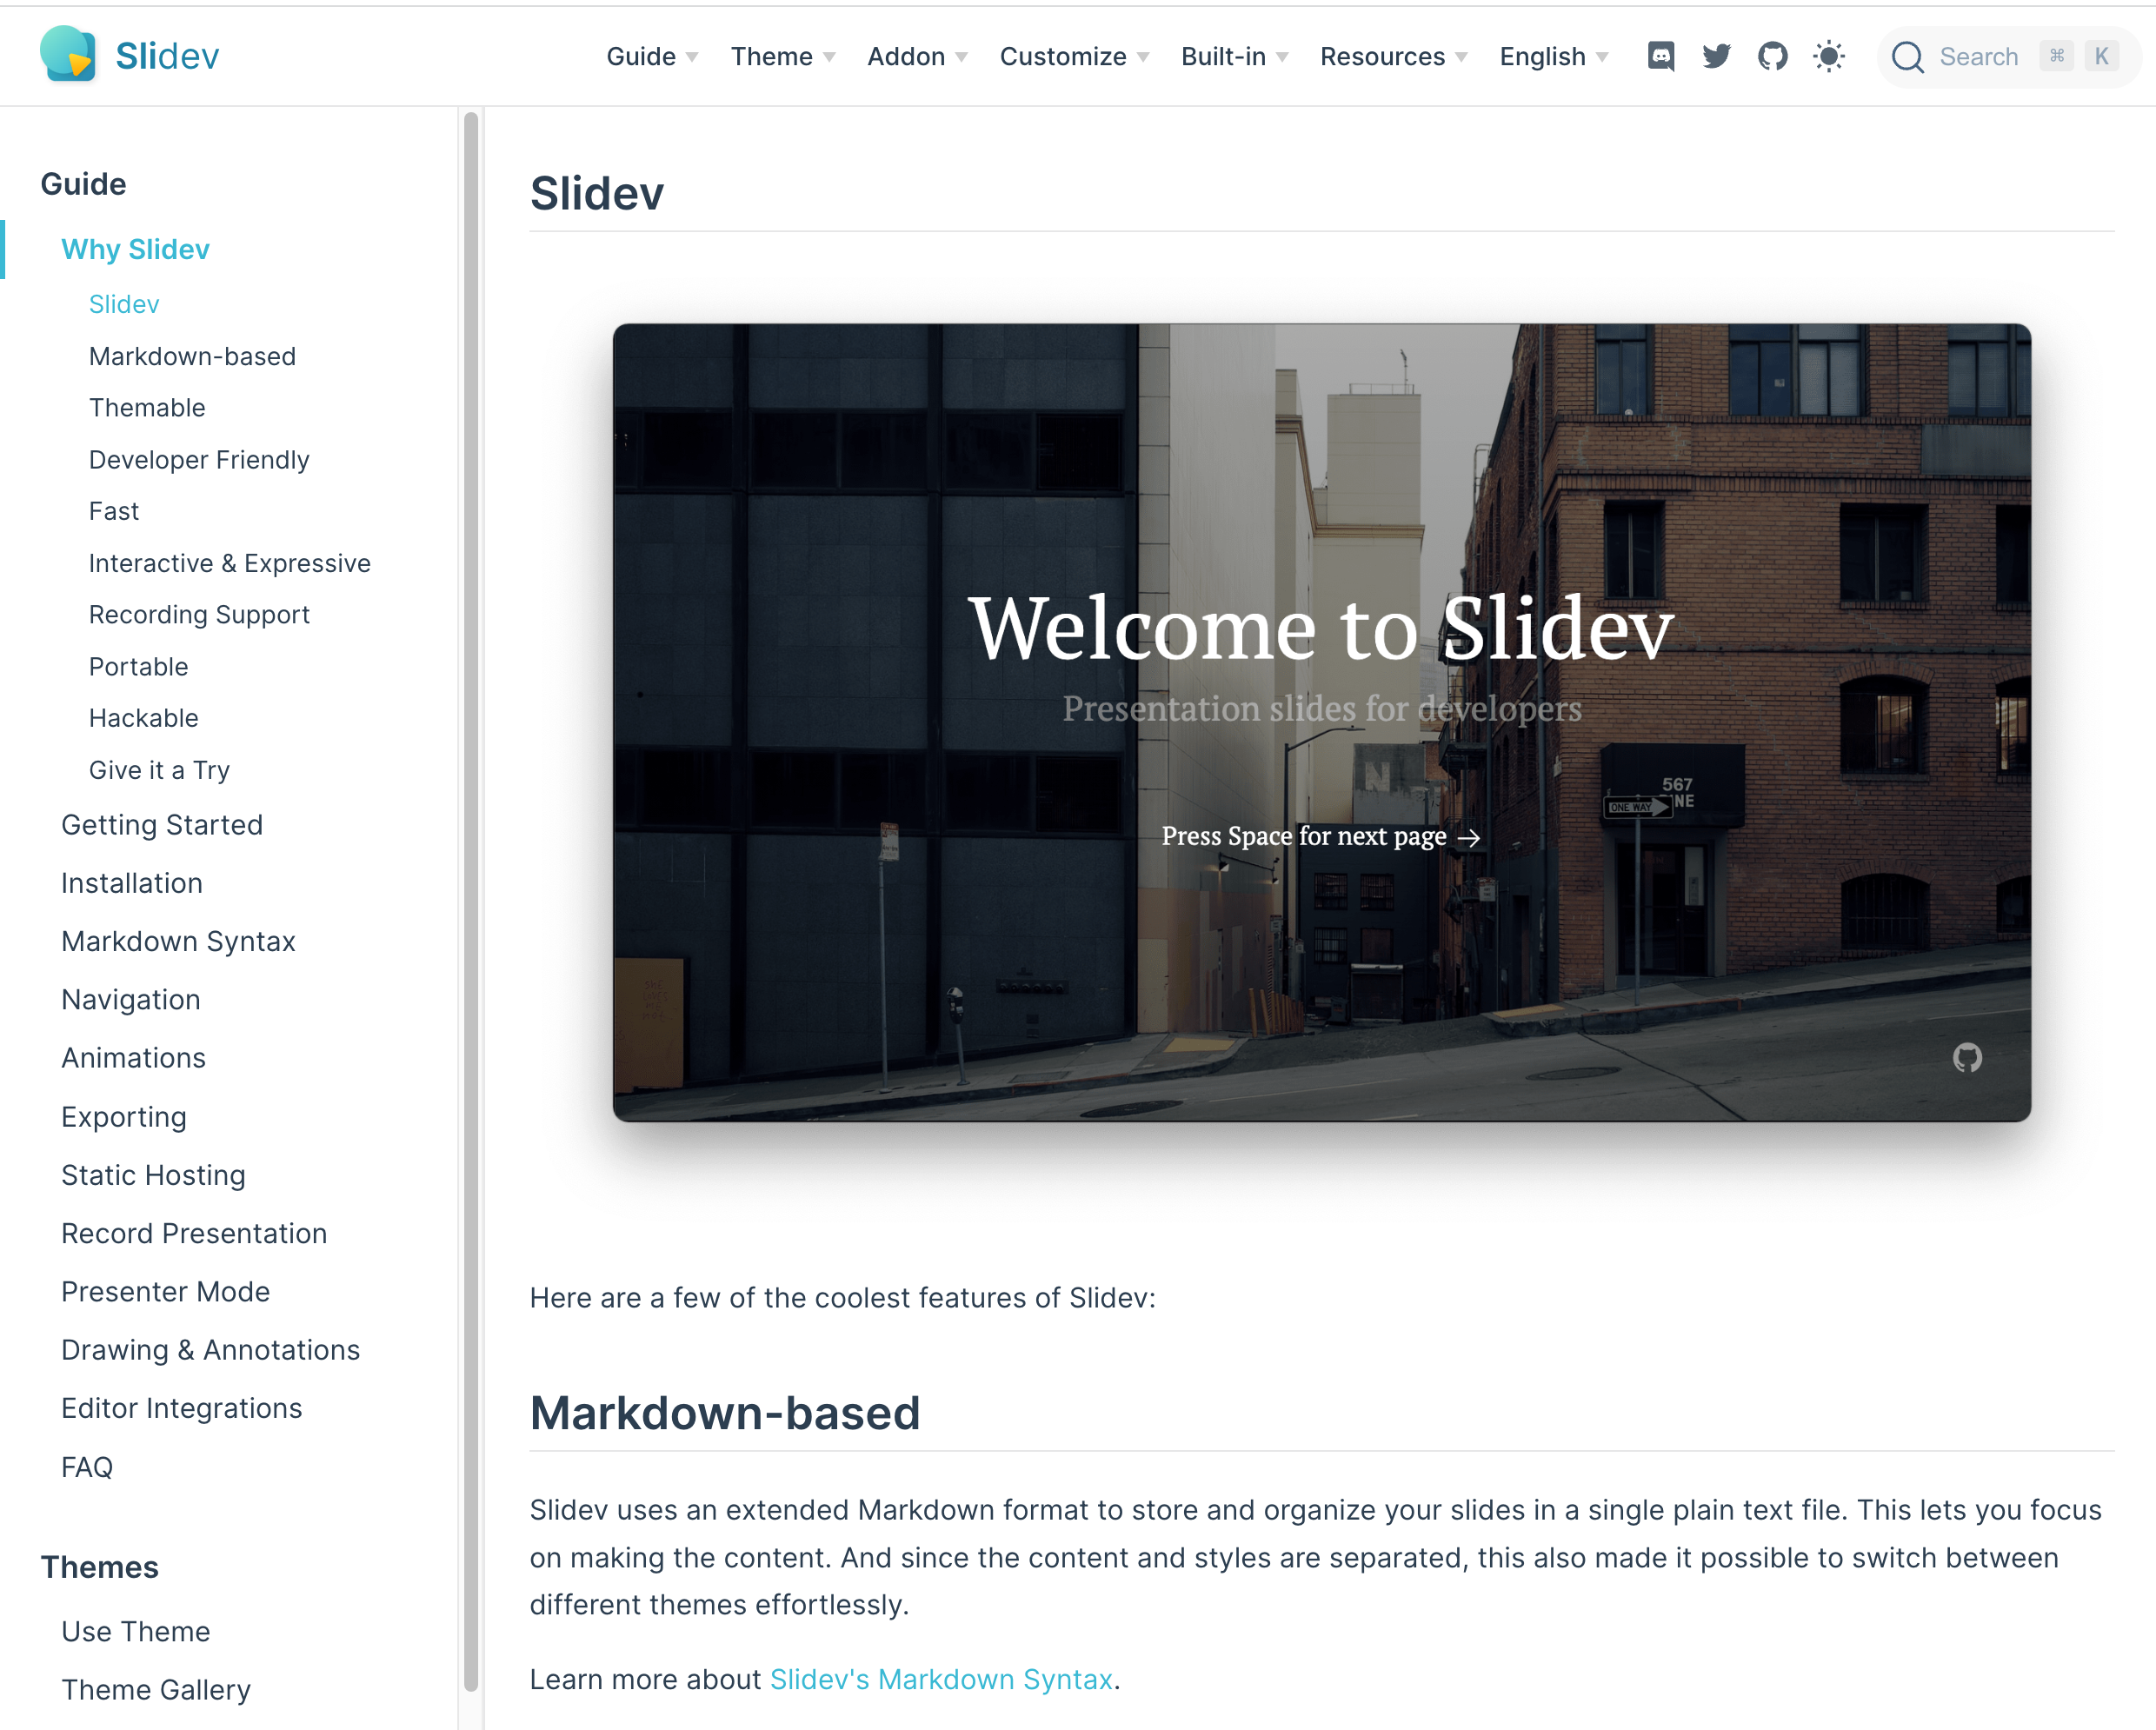 Slidev
Guide
Theme
Addon
Customize
Built-in
Resources
English
Search ⌘ K
Guide
Why Slidev
Slidev
Markdown-based
Themable
Developer Friendly
Fast
Interactive & Expressive
Recording Support
Portable
Hackable
Give it a Try
Getting Started
Installation
Markdown Syntax
Navigation
Animations
Exporting
Static Hosting
Record Presentation
Presenter Mode
Drawing & Annotations
Editor Integrations
FAQ
Themes
Use Theme
Theme Gallery
Slidev
Welcome to Slidev
Presentation slides for developers
N
567
ONE WAY
Press Space for next page →
Here are a few of the coolest features of Slidev:
Markdown-based
Slidev uses an extended Markdown format to store and organize your slides in a single plain text file. This lets you focus
on making the content. And since the content and styles are separated, this also made it possible to switch between
different themes effortlessly.
Learn more about Slidev's Markdown Syntax.